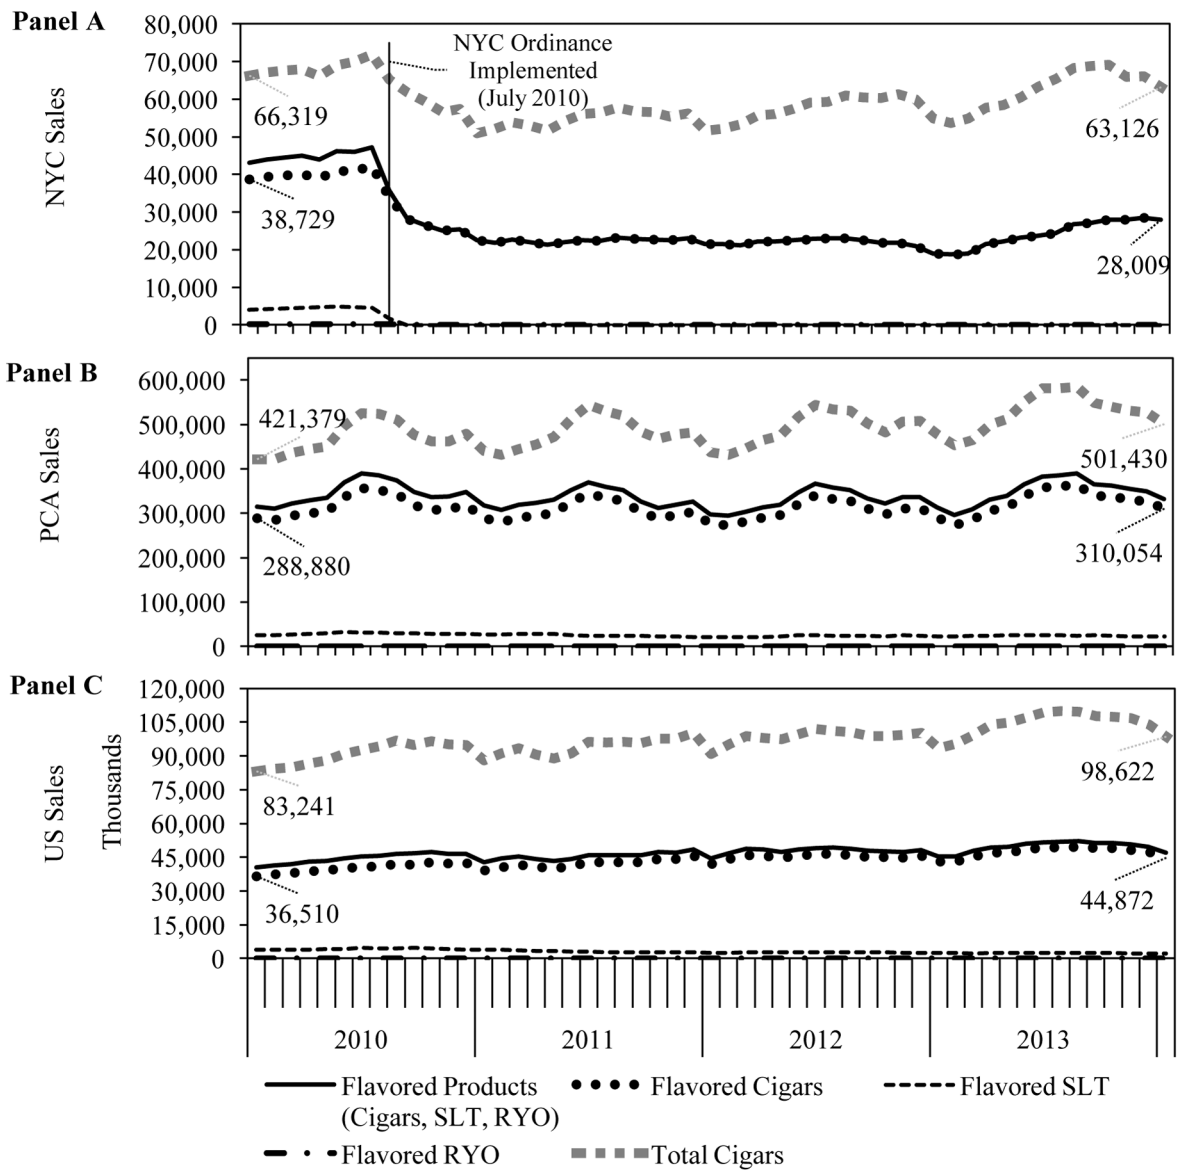 Panel A
80,000
70,000
60,000
50,000
40,000
30,000
20,000
10,000
0
NYC Sales
NYC Ordinance
Implemented
(July 2010)
66,319
38,729
63,126
28,009
Panel B
600,000
500,000
400,000
300,000
200,000
100,000
0
PCA Sales
421,379
288,880
501,430
310,054
Panel C
120,000
105,000
90,000
75,000
60,000
45,000
30,000
15,000
0
US Sales
Thousands
83,241
36,510
98,622
44,872
2010 2011 2012 2013
Flavored Products Flavored Cigars Flavored SLT
(Cigars, SLT, RYO)
Flavored RYO Total Cigars